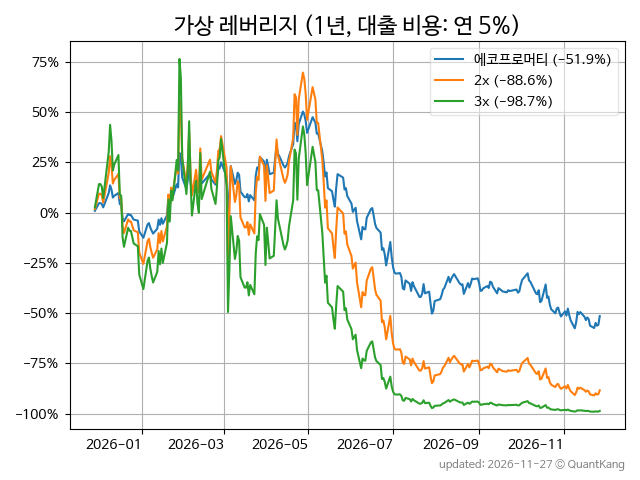 가상 레버리지 (1년, 대출 비용: 연 5%)
에코프로머티 (−51.9%)
2x (−88.6%)
3x (−98.7%)
75%
50%
25%
0%
−25%
−50%
−75%
−100%
2026-01
2026-03
2026-05
2026-07
2026-09
2026-11
updated: 2026-11-27 © QuantKang